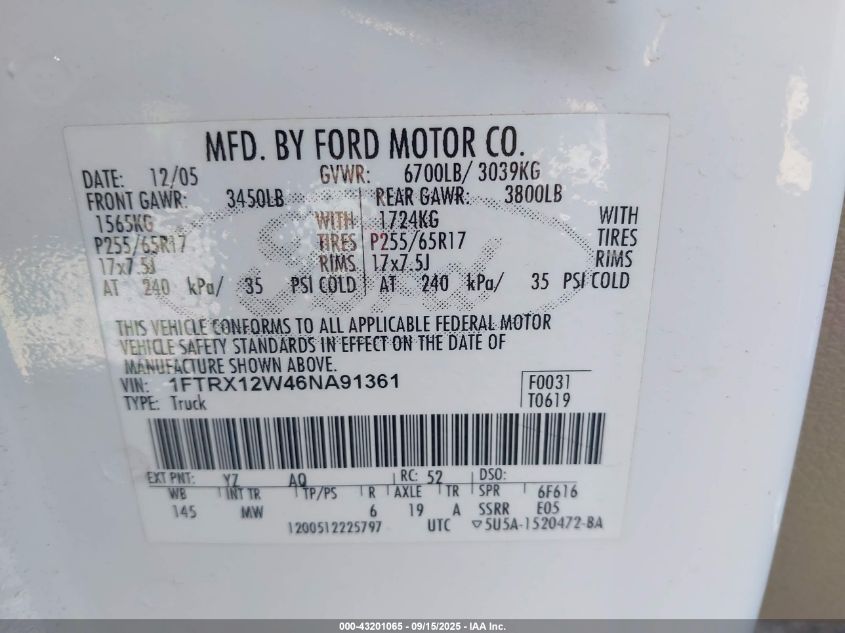 MFD. BY FORD MOTOR CO.
DATE: 12/05 GVWR: 6700LB/ 3039KG
FRONT GAWR: 3450LB REAR GAWR: 3800LB
1565KG WITH 1724KG WITH
P255/65R17 TIRES P255/65R17 TIRES
17x7.5J RIMS 17x7.5J RIMS
AT 240 kPa/ 35 PSI COLD AT 240 kPa/ 35 PSI COLD
Ford
THIS VEHICLE CONFORMS TO ALL APPLICABLE FEDERAL MOTOR
VEHICLE SAFETY STANDARDS IN EFFECT ON THE DATE OF
MANUFACTURE SHOWN ABOVE.
VIN: 1FTRX12W46NA91361 F0031
TYPE: Truck T0619
EXT PNT: YZ AQ RC: 52 DSO:
WB INT TR TP/PS R AXLE TR SPR 6F616
145 MW 6 19 A SSRR E05
1200512225797 UTC ▽5U5A-1520472-BA
000-43201065 - 09/15/2025 - IAA Inc.